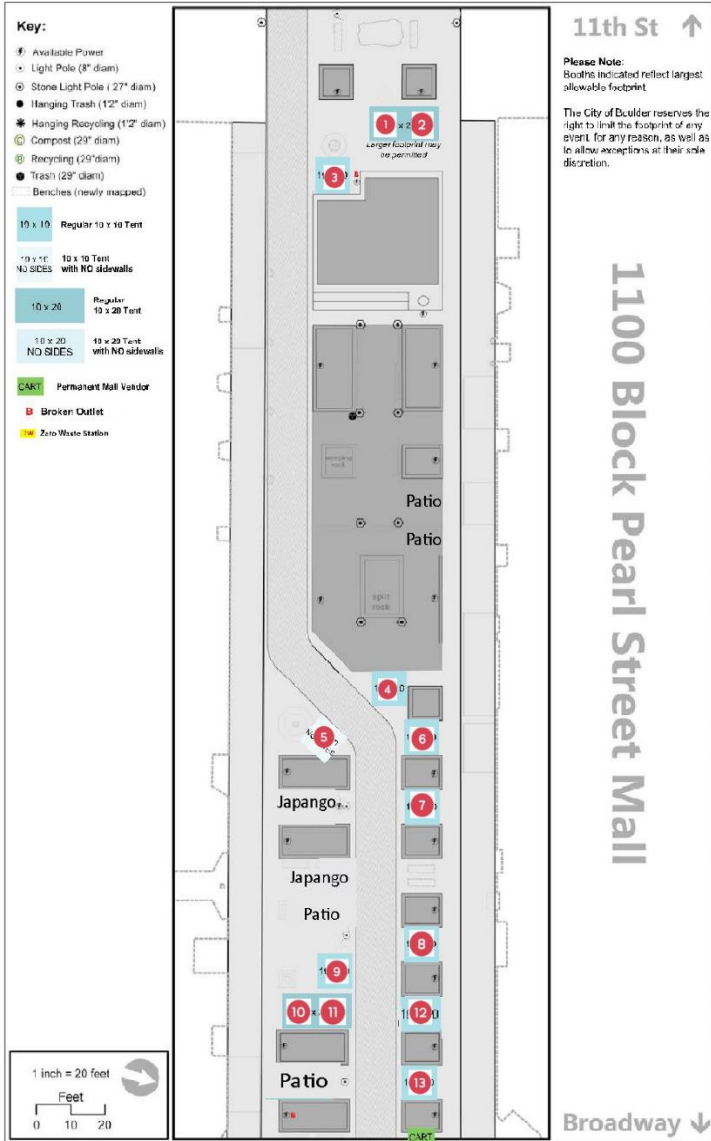 Key:
Available Power
Light Pole (8" diam)
Stone Light Pole ( 27" diam)
Hanging Trash (1'2" diam)
Hanging Recycling (1'2" diam)
Compost (29" diam)
Recycling (29"diam)
Trash (29" diam)
Benches (newly mapped)
10 x 10 Regular 10 x 10 Tent
10 x 10 NO SIDES 10 x 10 Tent
with NO sidewalls
10 x 20 Regular
10 x 20 Tent
10 x 20 NO SIDES 10 x 20 Tent
with NO sidewalls
CART Permanent Mall Vendor
B Broken Outlet
Zero Waste Station
11th St
Please Note:
Booths indicated reflect largest
allowable footprint
The City of Boulder reserves the
right to limit the footprint of any
event for any reason, as well as
to allow exceptions at their sole
discretion.
1100 Block Pearl Street Mall
1 x 2
Larger footprint may
be permitted
3 B
Patio
Patio
split
rock
4
5
6
Japango
7
Japango
Patio
8
9
10 11
12
Patio
13
B
CART
1 inch = 20 feet
Feet
0 10 20
Broadway